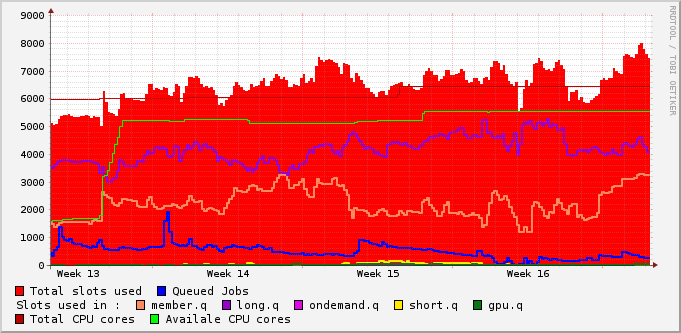 9000
8000
7000
6000
5000
4000
3000
2000
1000
0
Week 13 Week 14 Week 15 Week 16
Total slots used Queued Jobs
Slots used in : member.q long.q ondemand.q short.q gpu.q
Total CPU cores Availale CPU cores
RRDTOOL / TOBI OETIKER